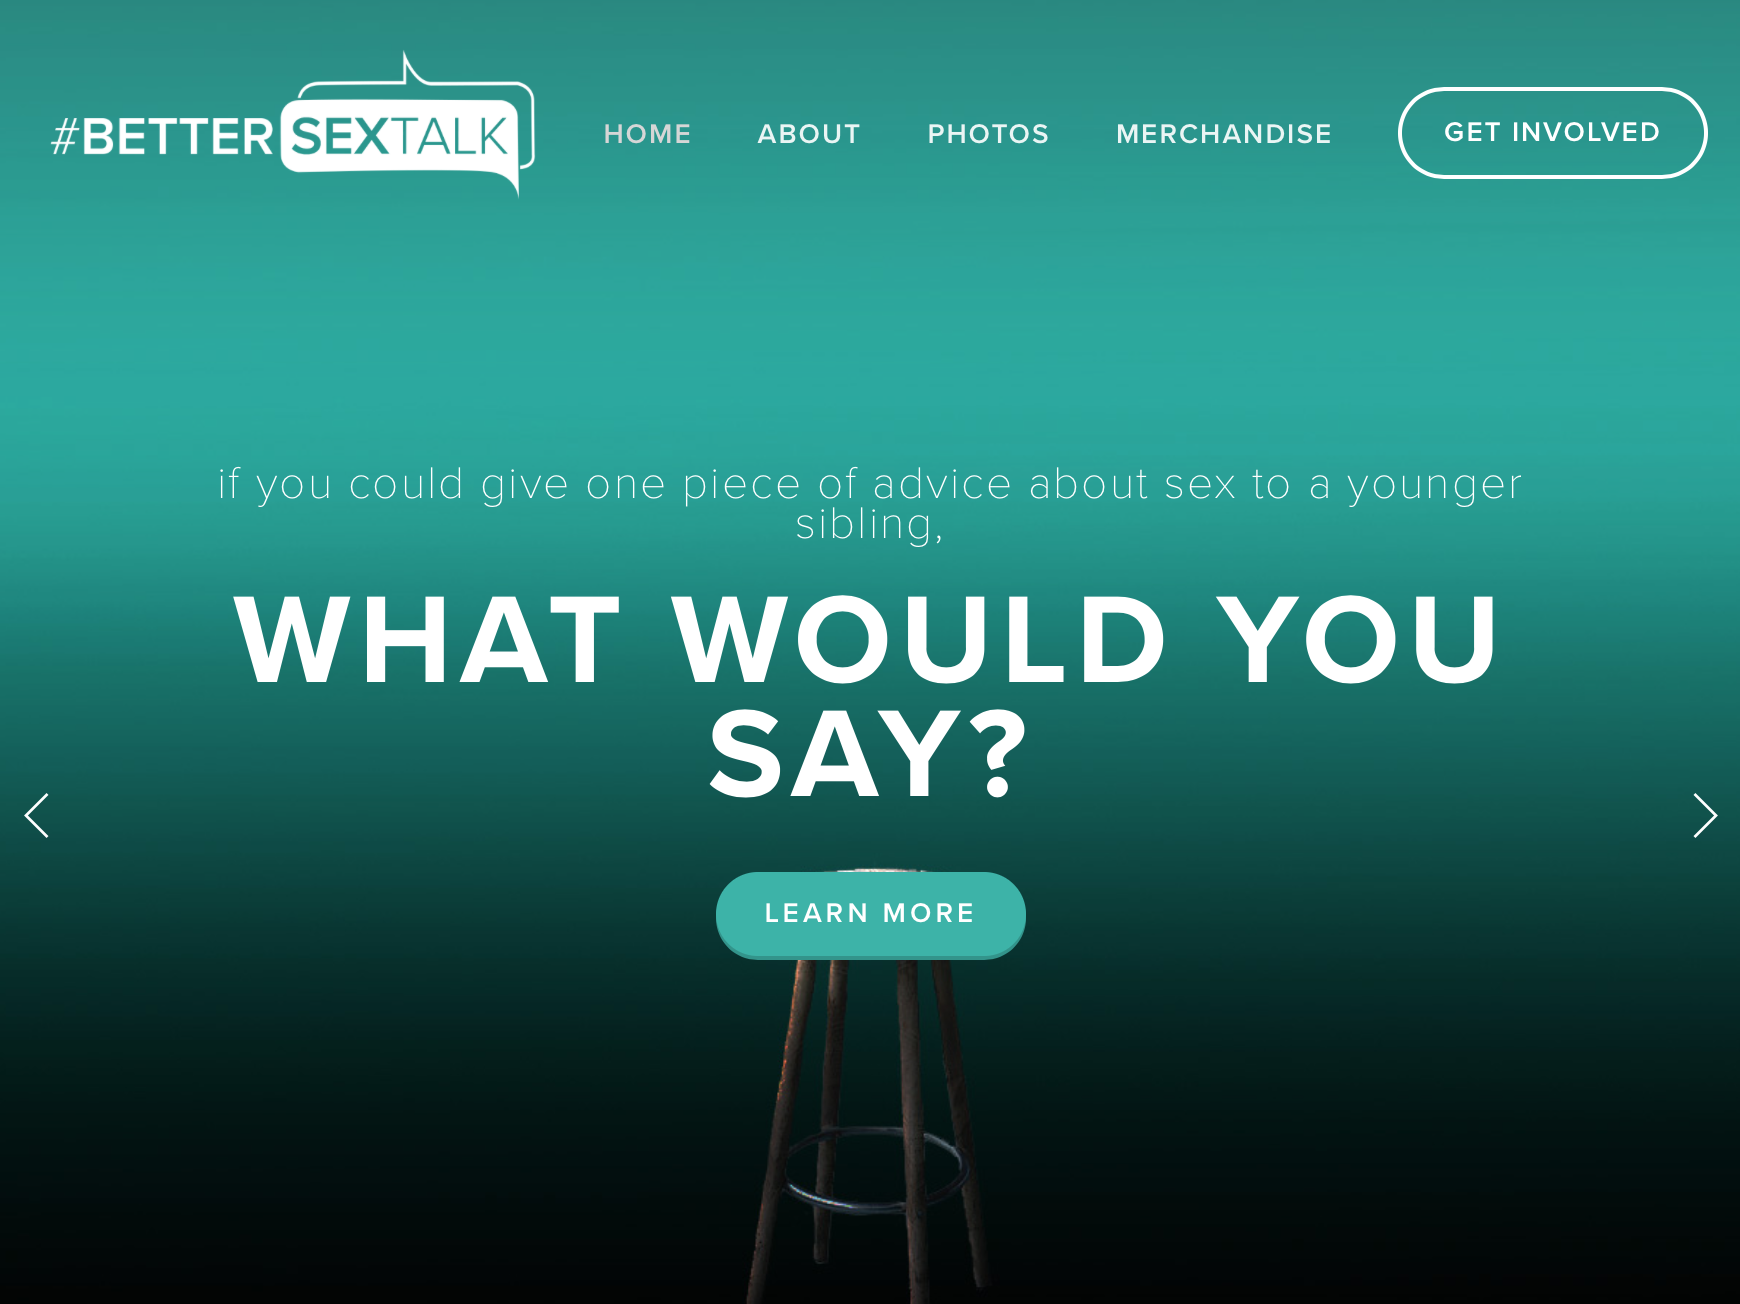 #BETTER SEXTALK
HOME
ABOUT
PHOTOS
MERCHANDISE
GET INVOLVED
if you could give one piece of advice about sex to a younger
sibling,
WHAT WOULD YOU
SAY?
LEARN MORE